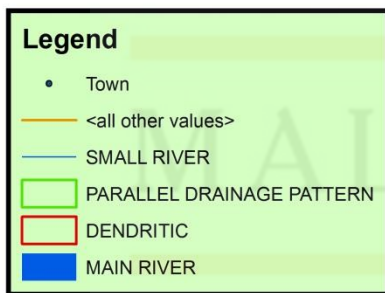 Legend
Town
<all other values>
SMALL RIVER
PARALLEL DRAINAGE PATTERN
DENDRITIC
MAIN RIVER